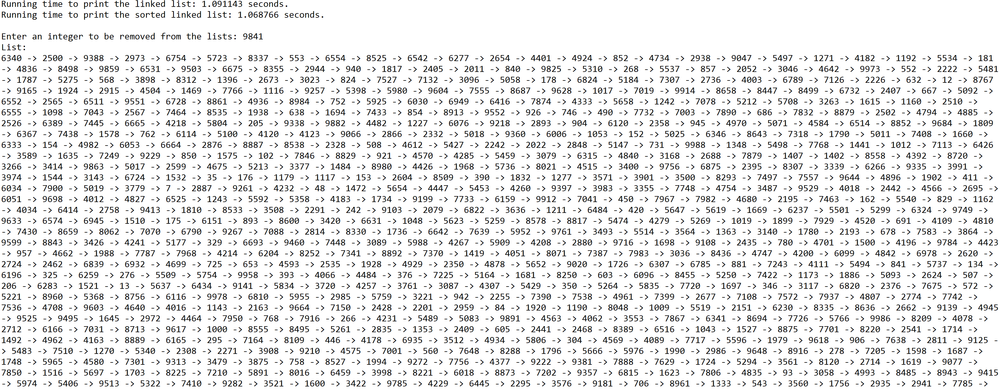 Running time to print the linked list: 1.091143 seconds.
Running time to print the sorted linked list: 1.068766 seconds.
Enter an integer to be removed from the lists: 9841
List:
6340 -> 2500 -> 9388 -> 2973 -> 6754 -> 5723 -> 8337 -> 553 -> 6554 -> 8525 -> 6542 -> 6277 -> 2654 -> 4401 -> 4924 -> 852 -> 4734 -> 2938 -> 9047 -> 5497 -> 1271 -> 4182 -> 1192 -> 5534 -> 181
-> 4836 -> 8498 -> 9859 -> 6531 -> 9503 -> 6675 -> 8355 -> 2944 -> 940 -> 1817 -> 2405 -> 2011 -> 840 -> 9825 -> 5310 -> 268 -> 5537 -> 857 -> 2052 -> 3046 -> 4642 -> 9973 -> 552 -> 2222 -> 5481
-> 1787 -> 5275 -> 568 -> 3898 -> 8312 -> 1396 -> 2673 -> 3023 -> 824 -> 7527 -> 7132 -> 3096 -> 5058 -> 178 -> 6824 -> 5184 -> 7307 -> 2736 -> 4003 -> 6789 -> 7126 -> 2226 -> 632 -> 12 -> 8767
-> 9165 -> 1924 -> 2915 -> 4504 -> 1469 -> 7766 -> 1116 -> 9257 -> 5398 -> 5980 -> 9604 -> 7555 -> 8687 -> 9628 -> 1017 -> 7019 -> 9914 -> 8658 -> 8447 -> 8499 -> 6732 -> 2407 -> 667 -> 5092 ->
6552 -> 2565 -> 6511 -> 9551 -> 6728 -> 8861 -> 4936 -> 8984 -> 752 -> 5925 -> 6030 -> 6949 -> 6416 -> 7874 -> 4333 -> 5658 -> 1242 -> 7078 -> 5212 -> 5708 -> 3263 -> 1615 -> 1160 -> 2510 ->
6555 -> 1098 -> 7043 -> 2567 -> 7464 -> 8535 -> 1938 -> 638 -> 1694 -> 7433 -> 854 -> 8913 -> 9552 -> 926 -> 746 -> 490 -> 7732 -> 7003 -> 7890 -> 686 -> 7832 -> 8879 -> 2502 -> 4794 -> 4885 ->
2526 -> 6389 -> 7445 -> 6665 -> 4218 -> 5804 -> 205 -> 9338 -> 9882 -> 4482 -> 1227 -> 6076 -> 9218 -> 2893 -> 904 -> 6120 -> 2358 -> 945 -> 4970 -> 5071 -> 4584 -> 6514 -> 8852 -> 9684 -> 1809
-> 6367 -> 7438 -> 1578 -> 762 -> 6114 -> 5100 -> 4120 -> 4123 -> 9066 -> 2866 -> 2332 -> 5018 -> 9360 -> 6006 -> 1053 -> 152 -> 5025 -> 6346 -> 8643 -> 7318 -> 1790 -> 5011 -> 7408 -> 1660 ->
6333 -> 154 -> 4982 -> 6053 -> 6664 -> 2876 -> 8887 -> 8538 -> 2328 -> 508 -> 4612 -> 5427 -> 2242 -> 2022 -> 2848 -> 5147 -> 731 -> 9988 -> 1348 -> 5498 -> 7768 -> 1441 -> 1012 -> 7113 -> 6426
-> 3589 -> 1635 -> 7249 -> 9229 -> 850 -> 1575 -> 102 -> 7846 -> 8829 -> 921 -> 4570 -> 4285 -> 5459 -> 3079 -> 6315 -> 4840 -> 3168 -> 2688 -> 7879 -> 1407 -> 1402 -> 8558 -> 4392 -> 8720 ->
3266 -> 3414 -> 9863 -> 5017 -> 2599 -> 4675 -> 5213 -> 3377 -> 1484 -> 8980 -> 4426 -> 1968 -> 5736 -> 8021 -> 4515 -> 3400 -> 9756 -> 6875 -> 2395 -> 8307 -> 3339 -> 6266 -> 9335 -> 3991 ->
3974 -> 1544 -> 3143 -> 6724 -> 1532 -> 35 -> 176 -> 1179 -> 1117 -> 153 -> 2604 -> 8509 -> 390 -> 1832 -> 1277 -> 3571 -> 3901 -> 3500 -> 8293 -> 7497 -> 7557 -> 9644 -> 4896 -> 1902 -> 411 ->
6034 -> 7900 -> 5019 -> 3779 -> 7 -> 2887 -> 9261 -> 4232 -> 48 -> 1472 -> 5654 -> 4447 -> 5453 -> 4260 -> 9397 -> 3983 -> 3355 -> 7748 -> 4754 -> 3487 -> 9529 -> 4018 -> 2442 -> 4566 -> 2695 ->
6051 -> 9698 -> 4012 -> 4827 -> 6525 -> 1243 -> 5592 -> 5358 -> 4183 -> 1734 -> 9199 -> 7733 -> 6159 -> 9912 -> 7041 -> 450 -> 7967 -> 7982 -> 4680 -> 2195 -> 7463 -> 162 -> 5540 -> 829 -> 1162
-> 4034 -> 6414 -> 2758 -> 9413 -> 1810 -> 8533 -> 3508 -> 2291 -> 242 -> 9103 -> 2079 -> 6822 -> 3636 -> 1211 -> 6484 -> 420 -> 5647 -> 5619 -> 1669 -> 6237 -> 5501 -> 5299 -> 6324 -> 9749 ->
9633 -> 6574 -> 6945 -> 1510 -> 175 -> 6151 -> 893 -> 8600 -> 3420 -> 6631 -> 1048 -> 5623 -> 5259 -> 8578 -> 8817 -> 5474 -> 4279 -> 5269 -> 1019 -> 1899 -> 7929 -> 4520 -> 691 -> 4109 -> 4810
-> 7430 -> 8659 -> 8062 -> 7070 -> 6790 -> 9267 -> 7088 -> 2814 -> 8330 -> 1736 -> 6642 -> 7639 -> 5952 -> 9761 -> 3493 -> 5514 -> 3564 -> 1363 -> 3140 -> 1780 -> 2193 -> 678 -> 7583 -> 3864 ->
9599 -> 8843 -> 3426 -> 4241 -> 5177 -> 329 -> 6693 -> 9460 -> 7448 -> 3089 -> 5988 -> 4267 -> 5909 -> 4208 -> 2880 -> 9716 -> 1698 -> 9108 -> 2435 -> 780 -> 4701 -> 1500 -> 4196 -> 9784 -> 4423
-> 957 -> 4662 -> 1988 -> 7787 -> 7968 -> 4214 -> 6204 -> 8252 -> 7341 -> 8892 -> 7370 -> 1419 -> 4051 -> 8071 -> 7387 -> 7983 -> 3036 -> 8436 -> 4747 -> 4200 -> 6099 -> 4842 -> 6978 -> 2620 ->
2724 -> 2462 -> 6839 -> 6932 -> 4699 -> 725 -> 653 -> 4593 -> 2535 -> 1928 -> 4929 -> 2350 -> 4878 -> 5652 -> 9020 -> 1726 -> 6307 -> 6785 -> 881 -> 7243 -> 4111 -> 5494 -> 841 -> 5737 -> 134 ->
6196 -> 325 -> 6259 -> 276 -> 5509 -> 5754 -> 9958 -> 393 -> 4066 -> 4484 -> 376 -> 7225 -> 5164 -> 1681 -> 8250 -> 603 -> 6096 -> 8455 -> 5250 -> 7422 -> 1173 -> 1886 -> 5093 -> 2624 -> 507 ->
206 -> 6283 -> 1521 -> 13 -> 5637 -> 6434 -> 9141 -> 5834 -> 3720 -> 4257 -> 3761 -> 3087 -> 4307 -> 5429 -> 350 -> 5264 -> 5835 -> 7720 -> 1697 -> 346 -> 3117 -> 6820 -> 2376 -> 7675 -> 572 ->
5221 -> 8960 -> 5368 -> 8756 -> 6116 -> 9978 -> 6810 -> 5955 -> 2985 -> 5759 -> 3221 -> 942 -> 2255 -> 7390 -> 7538 -> 4961 -> 7399 -> 2677 -> 7108 -> 7572 -> 7937 -> 4807 -> 2774 -> 7742 ->
7536 -> 4708 -> 9603 -> 4640 -> 4016 -> 1143 -> 2163 -> 9664 -> 7150 -> 2428 -> 2201 -> 2959 -> 84 -> 1920 -> 1190 -> 8048 -> 1009 -> 5519 -> 2151 -> 6230 -> 8335 -> 8636 -> 2662 -> 9139 -> 4945
-> 9525 -> 9495 -> 1645 -> 2972 -> 4464 -> 7950 -> 768 -> 7916 -> 266 -> 4231 -> 5489 -> 5083 -> 9891 -> 4563 -> 4062 -> 3553 -> 7867 -> 6341 -> 8694 -> 7726 -> 5766 -> 9986 -> 8209 -> 4078 ->
2712 -> 6166 -> 7031 -> 8713 -> 9617 -> 1000 -> 8555 -> 8495 -> 5261 -> 2835 -> 1353 -> 2409 -> 605 -> 2441 -> 2468 -> 8389 -> 6516 -> 1043 -> 1527 -> 8875 -> 7701 -> 8220 -> 2541 -> 1714 ->
1492 -> 4962 -> 4163 -> 8889 -> 6165 -> 295 -> 7164 -> 8109 -> 446 -> 4178 -> 6935 -> 3512 -> 4934 -> 5806 -> 304 -> 4569 -> 4089 -> 7717 -> 5596 -> 1979 -> 9618 -> 906 -> 7638 -> 2811 -> 9125 -
> 5483 -> 7510 -> 1270 -> 5340 -> 2308 -> 2271 -> 3908 -> 9210 -> 4575 -> 7001 -> 560 -> 7648 -> 8288 -> 1796 -> 5666 -> 5976 -> 1990 -> 2986 -> 9648 -> 8916 -> 278 -> 7205 -> 1598 -> 1687 ->
1748 -> 5965 -> 4580 -> 7301 -> 9313 -> 3479 -> 3875 -> 758 -> 8527 -> 1994 -> 9272 -> 7756 -> 4377 -> 9222 -> 9381 -> 7888 -> 7629 -> 1724 -> 5294 -> 3561 -> 8120 -> 2714 -> 1619 -> 9077 ->
7850 -> 1516 -> 5697 -> 1703 -> 8225 -> 7210 -> 5891 -> 8016 -> 6459 -> 3998 -> 8221 -> 6018 -> 8873 -> 7202 -> 9357 -> 6815 -> 1623 -> 7806 -> 4835 -> 93 -> 3058 -> 4993 -> 8485 -> 8943 -> 9415
-> 5974 -> 5406 -> 9513 -> 5322 -> 7410 -> 9282 -> 3521 -> 1600 -> 3422 -> 9785 -> 4229 -> 6445 -> 2295 -> 3576 -> 9181 -> 706 -> 8961 -> 1333 -> 543 -> 3560 -> 1756 -> 2935 -> 2941 -> 7785 ->